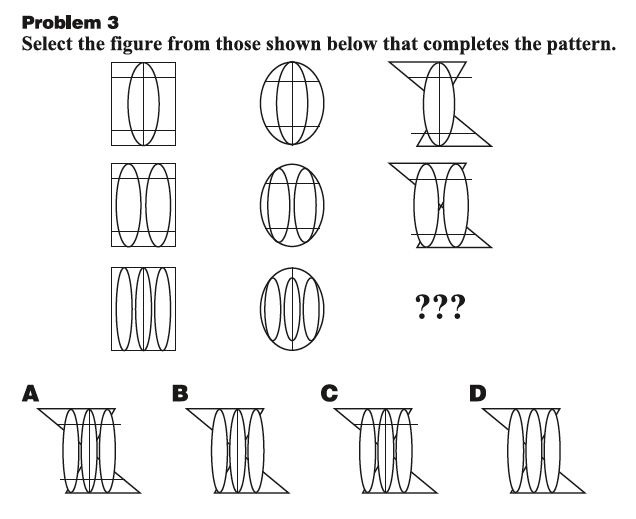 Problem 3
Select the figure from those shown below that completes the pattern.
???
A B C D